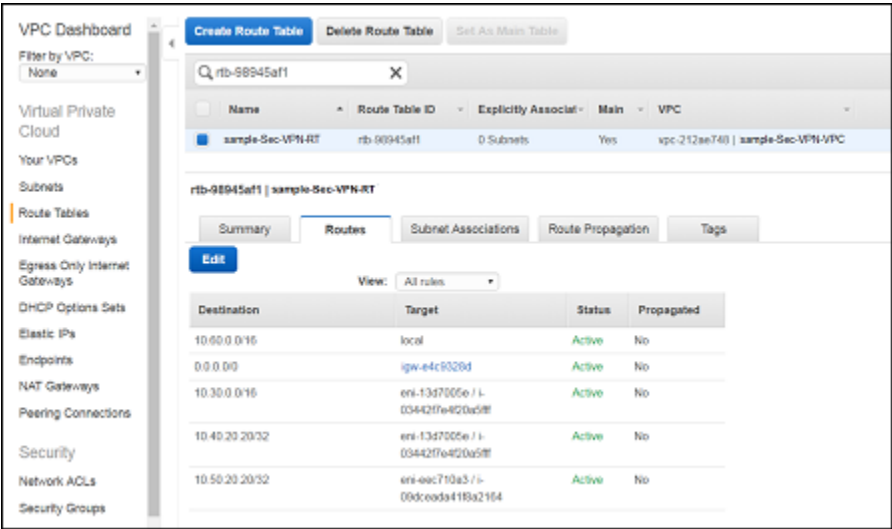 VPC Dashboard
Filter by VPC:
None
Virtual Private
Cloud
Your VPCs
Subnets
Route Tables
Internet Gateways
Egress Only Internet
Gateways
DHCP Options Sets
Elastic IPs
Endpoints
NAT Gateways
Peering Connections
Security
Network ACLs
Security Groups
Create Route Table Delete Route Table Set As Main Table
rtb-98945af1
Name Route Table ID Explicitly Associat Main VPC
sample-Sec-VPN-RT rtb-98945af1 0 Subnets Yes vpc-212ae748 | sample-Sec-VPN-VPC
rtb-98945af1 | sample-Sec-VPN-RT
Summary Routes Subnet Associations Route Propagation Tags
Edit
View: All rules
Destination Target Status Propagated
10.60.0.0/16 local Active No
0.0.0.0/0 igw-e4c9328d Active No
10.30.0.0/16 eni-13d7005e / i- Active No
03442f7e4f20a5fff
10.40.20.20/32 eni-13d7005e / i- Active No
03442f7e4f20a5fff
10.50.20.20/32 eni-eec710a3 / i- Active No
09dceada41f8a2164